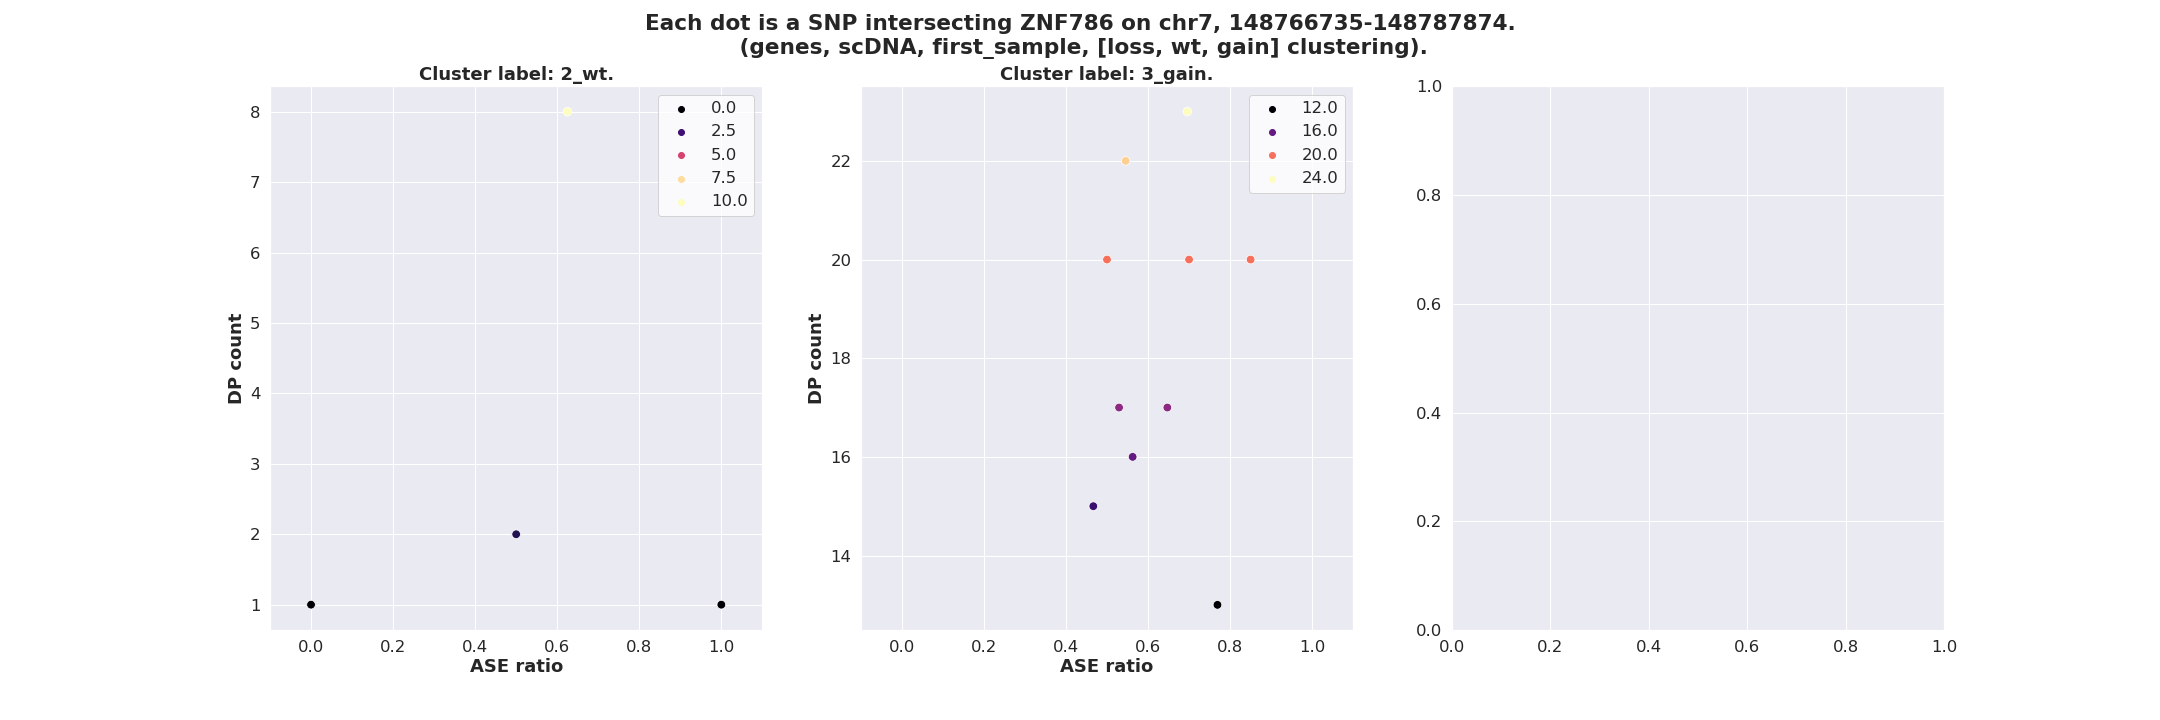 Each dot is a SNP intersecting ZNF786 on chr7, 148766735-148787874.
(genes, scDNA, first_sample, [loss, wt, gain] clustering).
Cluster label: 2_wt.
8
7
6
5
4
3
2
1
DP count
0.0
2.5
5.0
7.5
10.0
0.0 0.2 0.4 0.6 0.8 1.0
ASE ratio
Cluster label: 3_gain.
22
20
18
16
14
DP count
12.0
16.0
20.0
24.0
0.0 0.2 0.4 0.6 0.8 1.0
ASE ratio
1.0
0.8
0.6
0.4
0.2
0.0
0.0 0.2 0.4 0.6 0.8 1.0